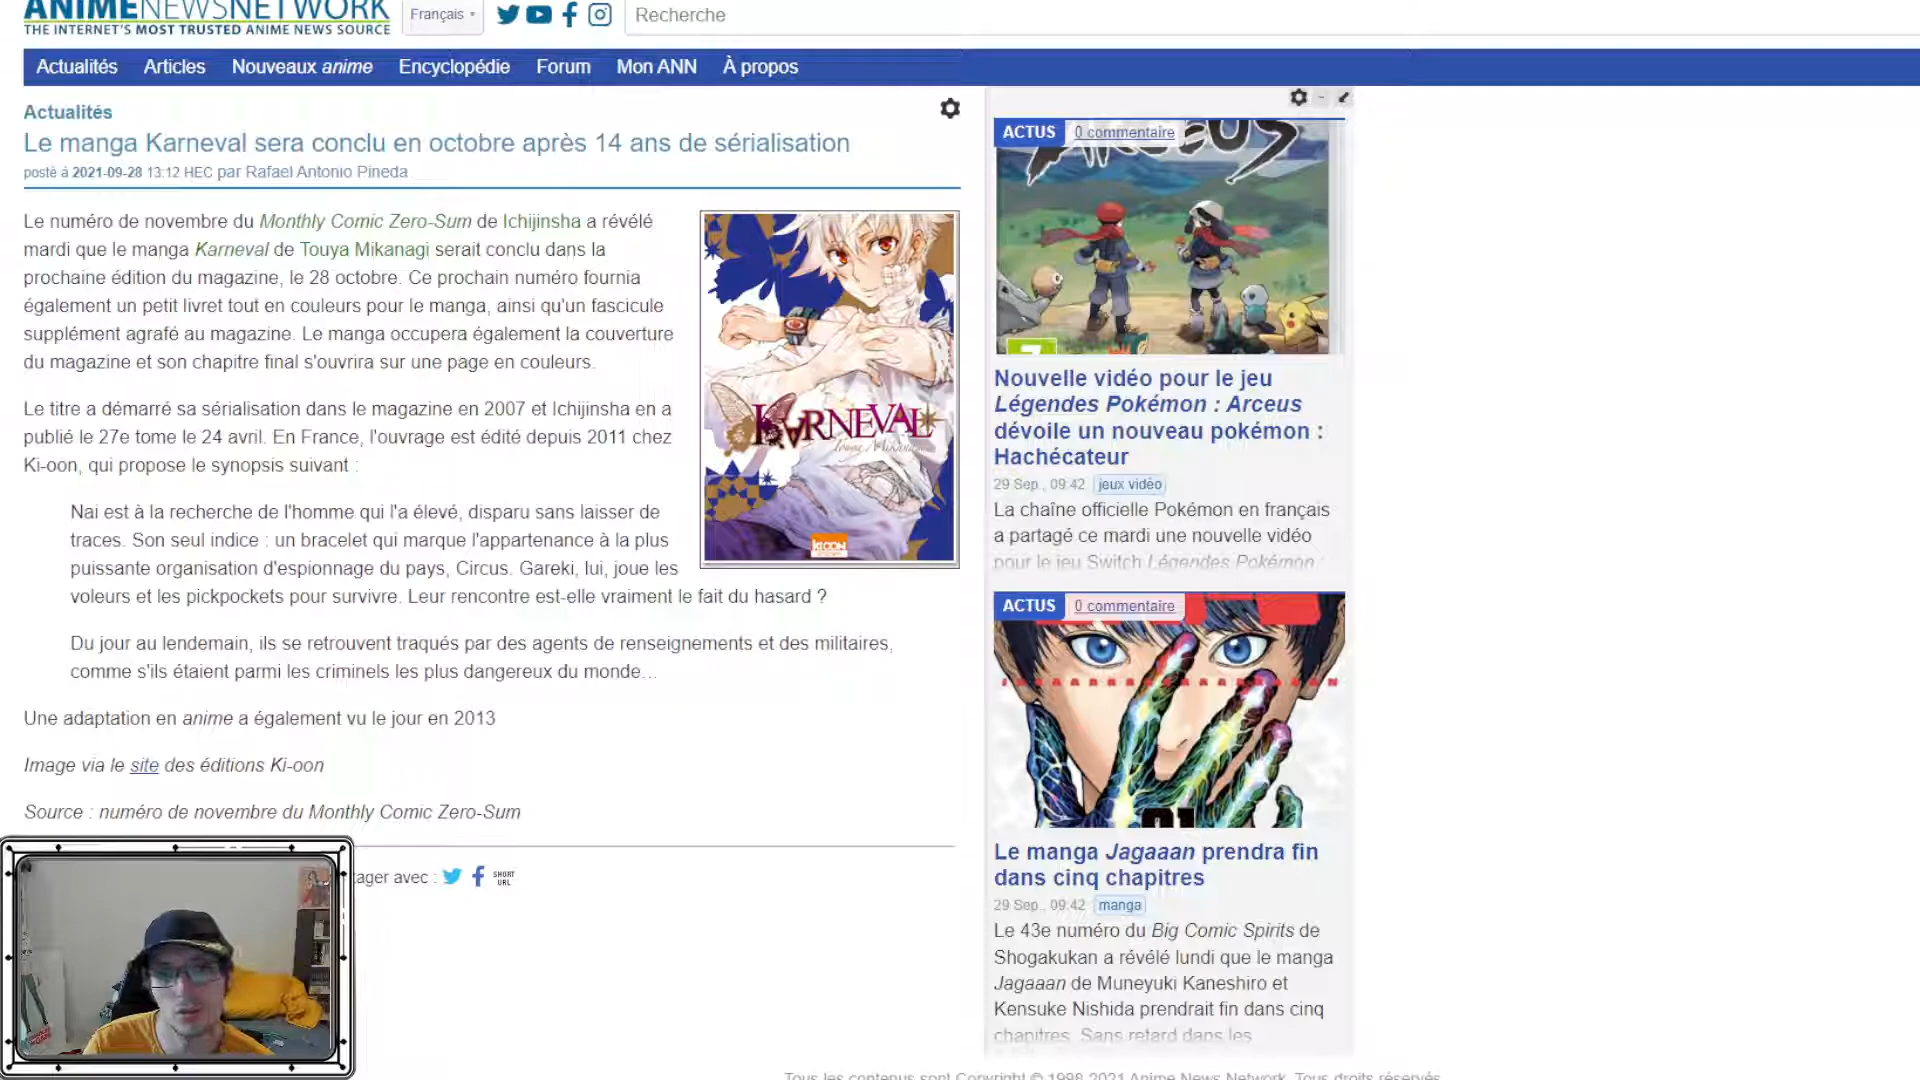 ANIMENEWSNETWORK
THE INTERNET'S MOST TRUSTED ANIME NEWS SOURCE
Français
Recherche
Actualités
Articles
Nouveaux anime
Encyclopédie
Forum
Mon ANN
À propos
Actualités
Le manga Karneval sera conclu en octobre après 14 ans de sérialisation
posté á 2021-09-28 13:12 HEC par Rafael Antonio Pineda
Le numéro de novembre du Monthly Comic Zero-Sum de Ichijinsha a révélé
mardi que le manga Karneval de Touya Mikanagi serait conclu dans la
prochaine édition du magazine, le 28 octobre. Ce prochain numéro fournia
également un petit livret tout en couleurs pour le manga, ainsi qu'un fascicule
supplément agrafé au magazine. Le manga occupera également la couverture
du magazine et son chapitre final s'ouvrira sur une page en couleurs.
Le titre a démarré sa sérialisation dans le magazine en 2007 et Ichijinsha en a
publié le 27e tome le 24 avril. En France, l'ouvrage est édité depuis 2011 chez
Ki-oon, qui propose le synopsis suivant :
Nai est à la recherche de l'homme qui l'a élevé, disparu sans laisser de
traces. Son seul indice : un bracelet qui marque l'appartenance à la plus
puissante organisation d'espionnage du pays, Circus. Gareki, lui, joue les
voleurs et les pickpockets pour survivre. Leur rencontre est-elle vraiment le fait du hasard ?
Du jour au lendemain, ils se retrouvent traqués par des agents de renseignements et des militaires,
comme s'ils étaient parmi les criminels les plus dangereux du monde...
Une adaptation en anime a également vu le jour en 2013
Image via le site des éditions Ki-oon
Source : numéro de novembre du Monthly Comic Zero-Sum
tager avec :
SHORT
URL
KARNEVAL
Touya Mikanagi
KI-OON
ACTUS
0 commentaire
ARCEUS
7
Nouvelle vidéo pour le jeu
Légendes Pokémon : Arceus
dévoile un nouveau pokémon :
Hachécateur
29 Sep., 09:42
jeux vidéo
La chaîne officielle Pokémon en français
a partagé ce mardi une nouvelle vidéo
pour le jeu Switch Légendes Pokémon :
ACTUS
0 commentaire
01
Le manga Jagaaan prendra fin
dans cinq chapitres
29 Sep., 09:42
manga
Le 43e numéro du Big Comic Spirits de
Shogakukan a révélé lundi que le manga
Jagaaan de Muneyuki Kaneshiro et
Kensuke Nishida prendrait fin dans cinq
chapitres. Sans retard dans les
Tous les contenus sont Copyright © 1998-2021 Anime News Network. Tous droits réservés.